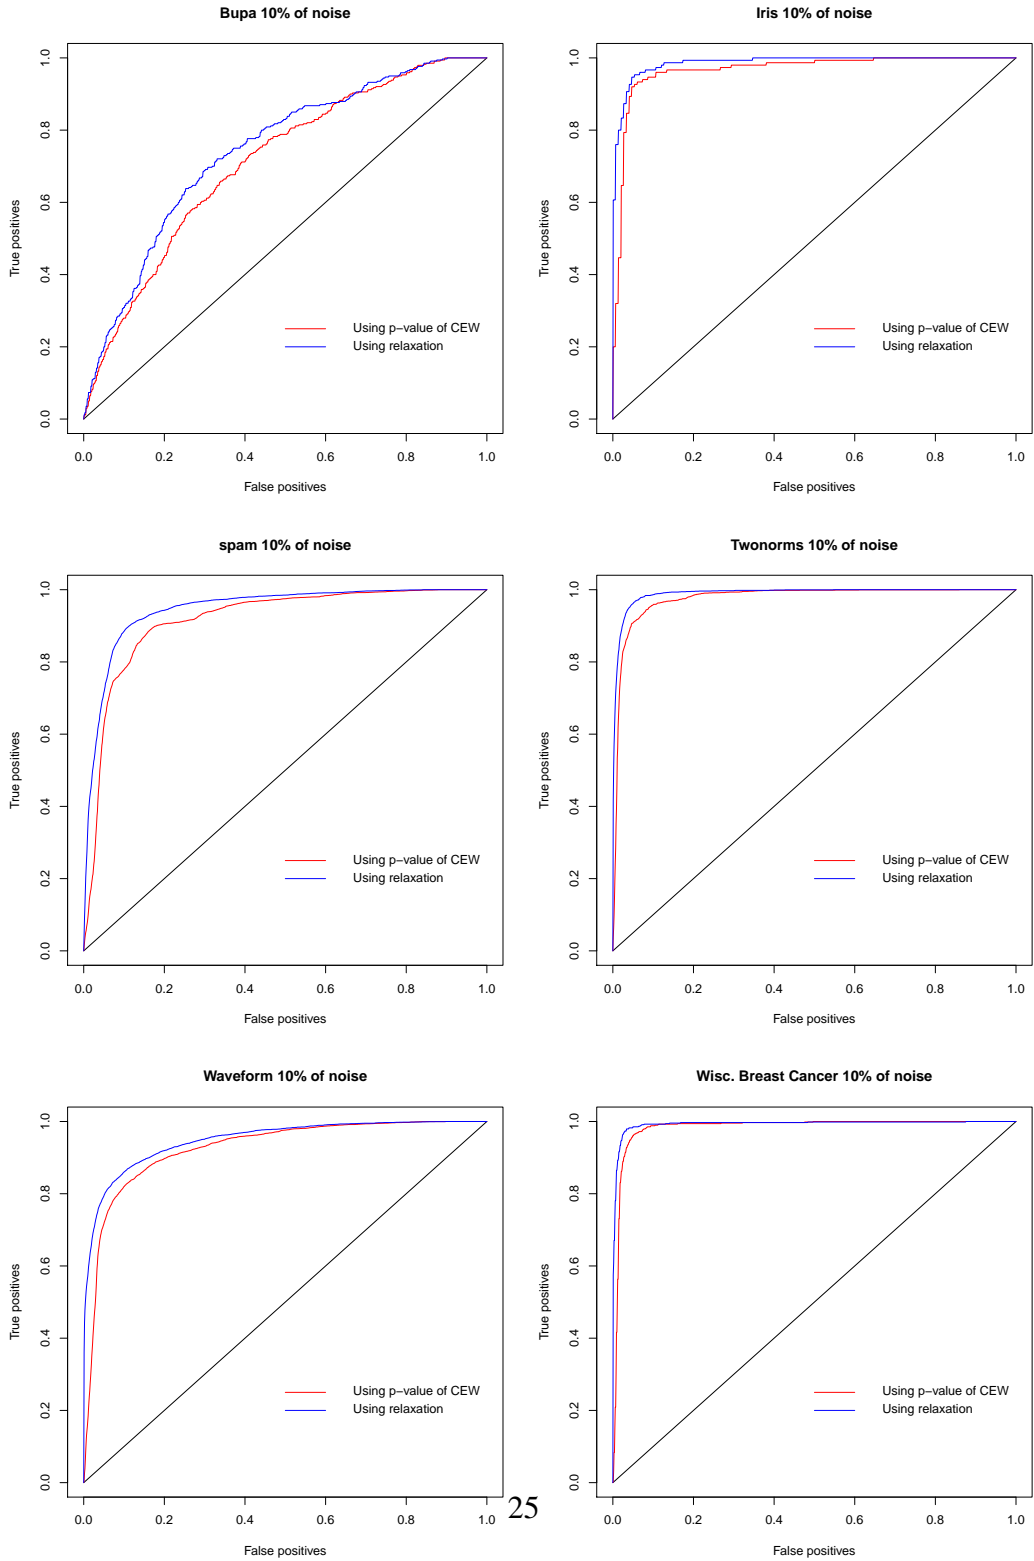 Bupa 10% of noise
True positives
1.0
0.8
0.6
0.4
0.2
0.0
Using p−value of CEW
Using relaxation
0.0 0.2 0.4 0.6 0.8 1.0
False positives
Iris 10% of noise
True positives
1.0
0.8
0.6
0.4
0.2
0.0
Using p−value of CEW
Using relaxation
0.0 0.2 0.4 0.6 0.8 1.0
False positives
spam 10% of noise
True positives
1.0
0.8
0.6
0.4
0.2
0.0
Using p−value of CEW
Using relaxation
0.0 0.2 0.4 0.6 0.8 1.0
False positives
Twonorms 10% of noise
True positives
1.0
0.8
0.6
0.4
0.2
0.0
Using p−value of CEW
Using relaxation
0.0 0.2 0.4 0.6 0.8 1.0
False positives
Waveform 10% of noise
True positives
1.0
0.8
0.6
0.4
0.2
0.0
Using p−value of CEW
Using relaxation
0.0 0.2 0.4 0.6 0.8 1.0
False positives
Wisc. Breast Cancer 10% of noise
True positives
1.0
0.8
0.6
0.4
0.2
0.0
Using p−value of CEW
Using relaxation
0.0 0.2 0.4 0.6 0.8 1.0
False positives
25